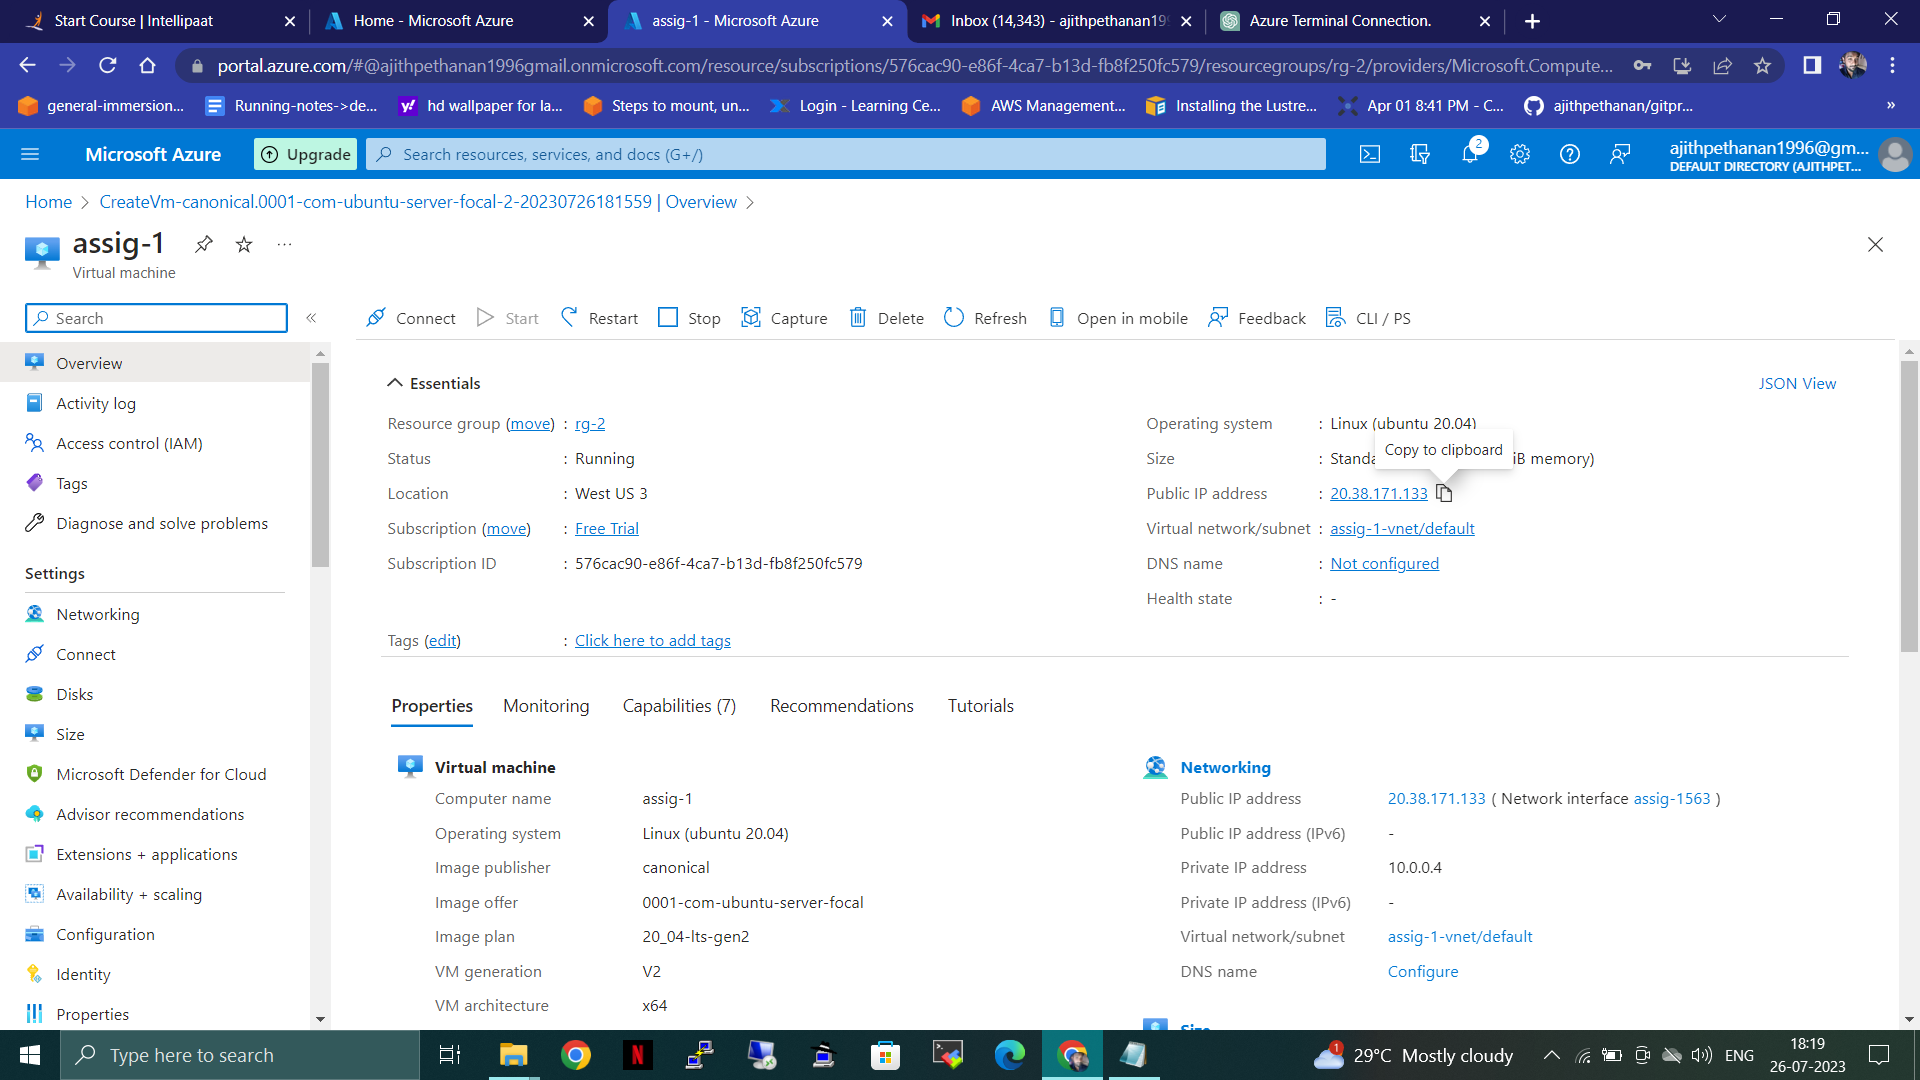 Start Course | Intellipaat
Home - Microsoft Azure
assig-1 - Microsoft Azure
Inbox (14,343) - ajithpethanan199
Azure Terminal Connection.
portal.azure.com/#@ajithpethanan1996gmail.onmicrosoft.com/resource/subscriptions/576cac90-e86f-4ca7-b13d-fb8f250fc579/resourcegroups/rg-2/providers/Microsoft.Compute...
general-immersion...
Running-notes->de...
hd wallpaper for la...
Steps to mount, un...
Login - Learning Ce...
AWS Management...
Installing the Lustre...
Apr 01 8:41 PM - C...
ajithpethanan/gitpr...
»
Microsoft Azure
Upgrade
Search resources, services, and docs (G+/)
2
ajithpethanan1996@gm...
DEFAULT DIRECTORY (AJITHPET...
Home > CreateVm-canonical.0001-com-ubuntu-server-focal-2-20230726181559 | Overview >
assig-1
Virtual machine
Search
«
Connect
Start
Restart
Stop
Capture
Delete
Refresh
Open in mobile
Feedback
CLI / PS
Overview
Activity log
Access control (IAM)
Tags
Diagnose and solve problems
Settings
Networking
Connect
Disks
Size
Microsoft Defender for Cloud
Advisor recommendations
Extensions + applications
Availability + scaling
Configuration
Identity
Properties
Essentials
JSON View
Resource group (move) : rg-2
Status : Running
Location : West US 3
Subscription (move) : Free Trial
Subscription ID : 576cac90-e86f-4ca7-b13d-fb8f250fc579
Operating system : Linux (ubuntu 20.04)
Copy to clipboard
Size : Standa iB memory)
Public IP address : 20.38.171.133
Virtual network/subnet : assig-1-vnet/default
DNS name : Not configured
Health state : -
Tags (edit) : Click here to add tags
Properties
Monitoring
Capabilities (7)
Recommendations
Tutorials
Virtual machine
Computer name assig-1
Operating system Linux (ubuntu 20.04)
Image publisher canonical
Image offer 0001-com-ubuntu-server-focal
Image plan 20_04-lts-gen2
VM generation V2
VM architecture x64
Networking
Public IP address 20.38.171.133 ( Network interface assig-1563 )
Public IP address (IPv6) -
Private IP address 10.0.0.4
Private IP address (IPv6) -
Virtual network/subnet assig-1-vnet/default
DNS name Configure
Size
Type here to search
1
29°C Mostly cloudy
ENG
18:19
26-07-2023